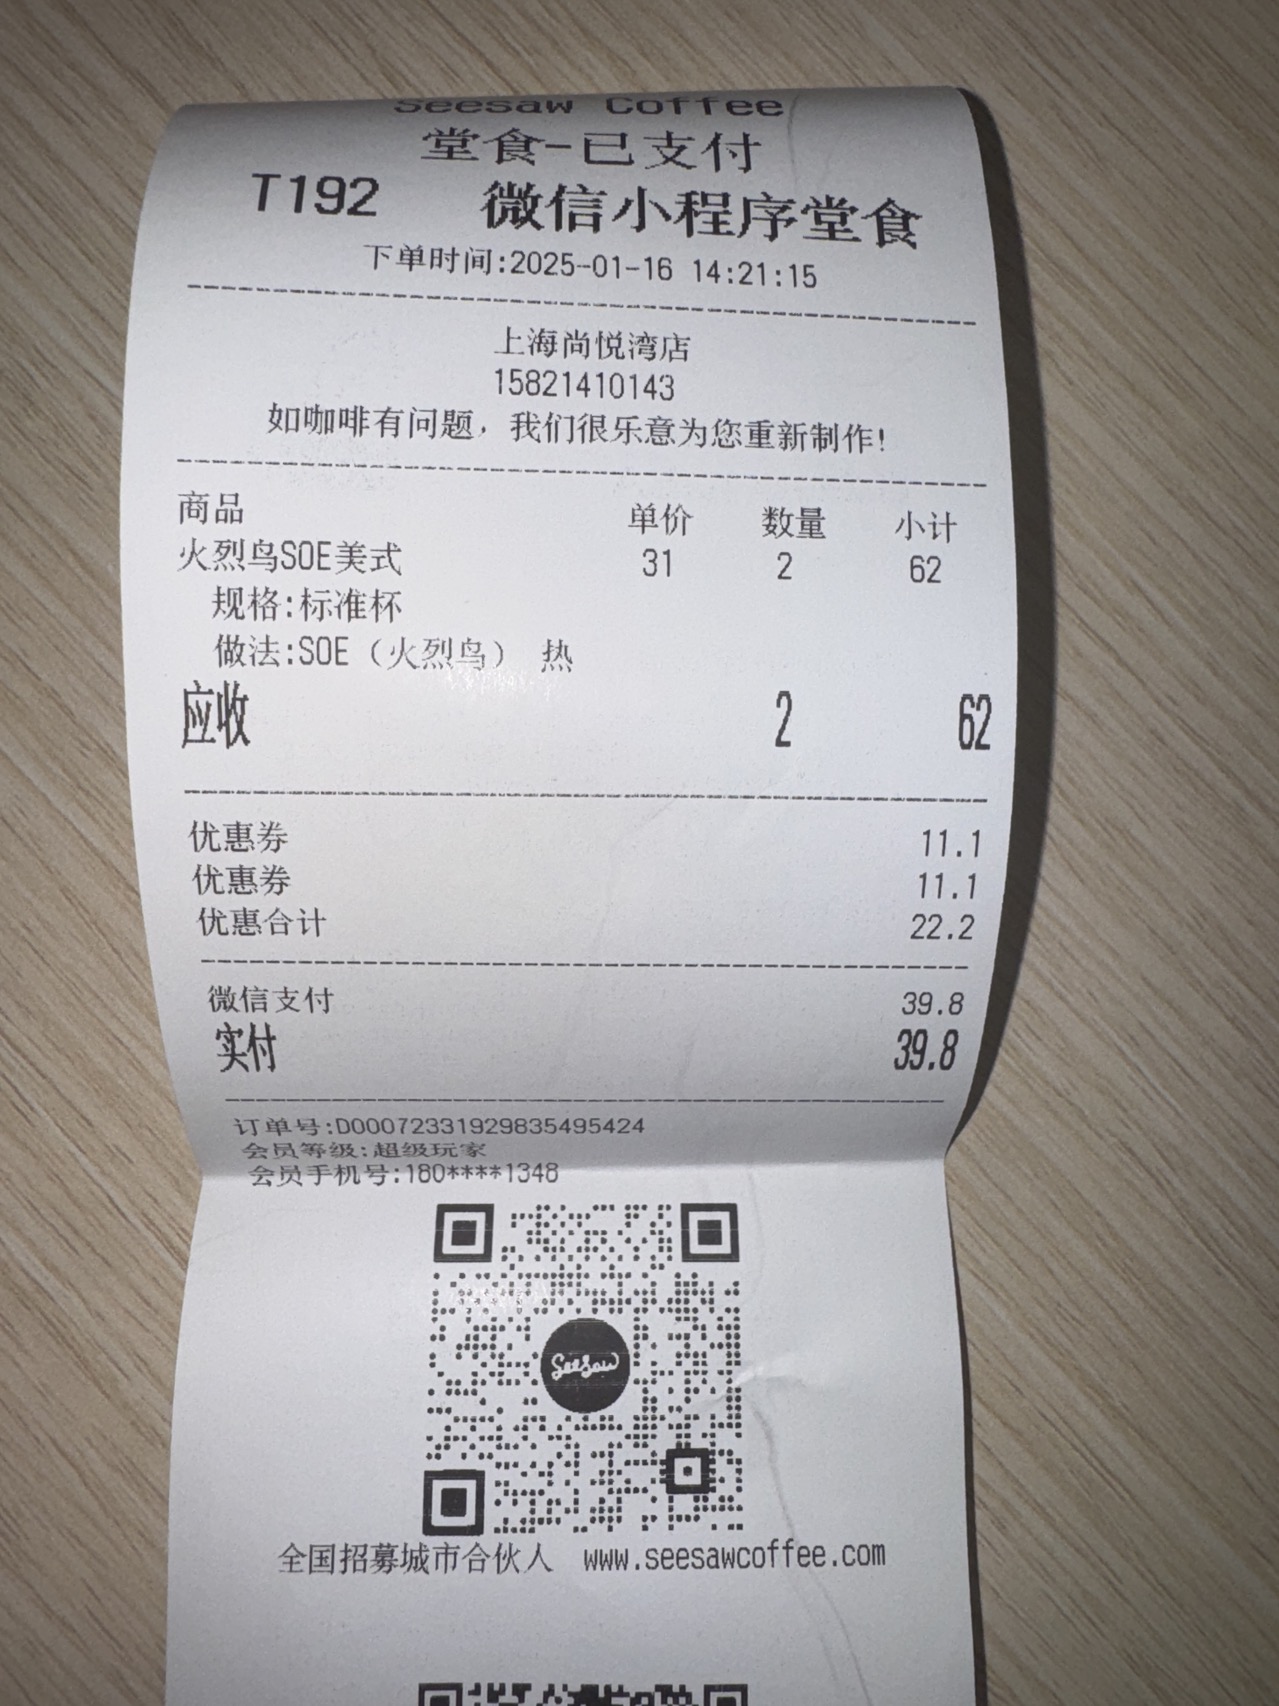 Seesaw Coffee
堂食-已支付
T192 微信小程序堂食
下单时间:2025-01-16 14:21:15
上海尚悦湾店
15821410143
如咖啡有问题，我们很乐意为您重新制作!
商品 单价 数量 小计
火烈鸟SOE美式 31 2 62
规格:标准杯
做法:SOE（火烈鸟） 热
应收 2 62
优惠券 11.1
优惠券 11.1
优惠合计 22.2
微信支付 39.8
实付 39.8
订单号:D00072331929835495424
会员等级:超级玩家
会员手机号:180****1348
SeeSaw
全国招募城市合伙人 www.seesawcoffee.com